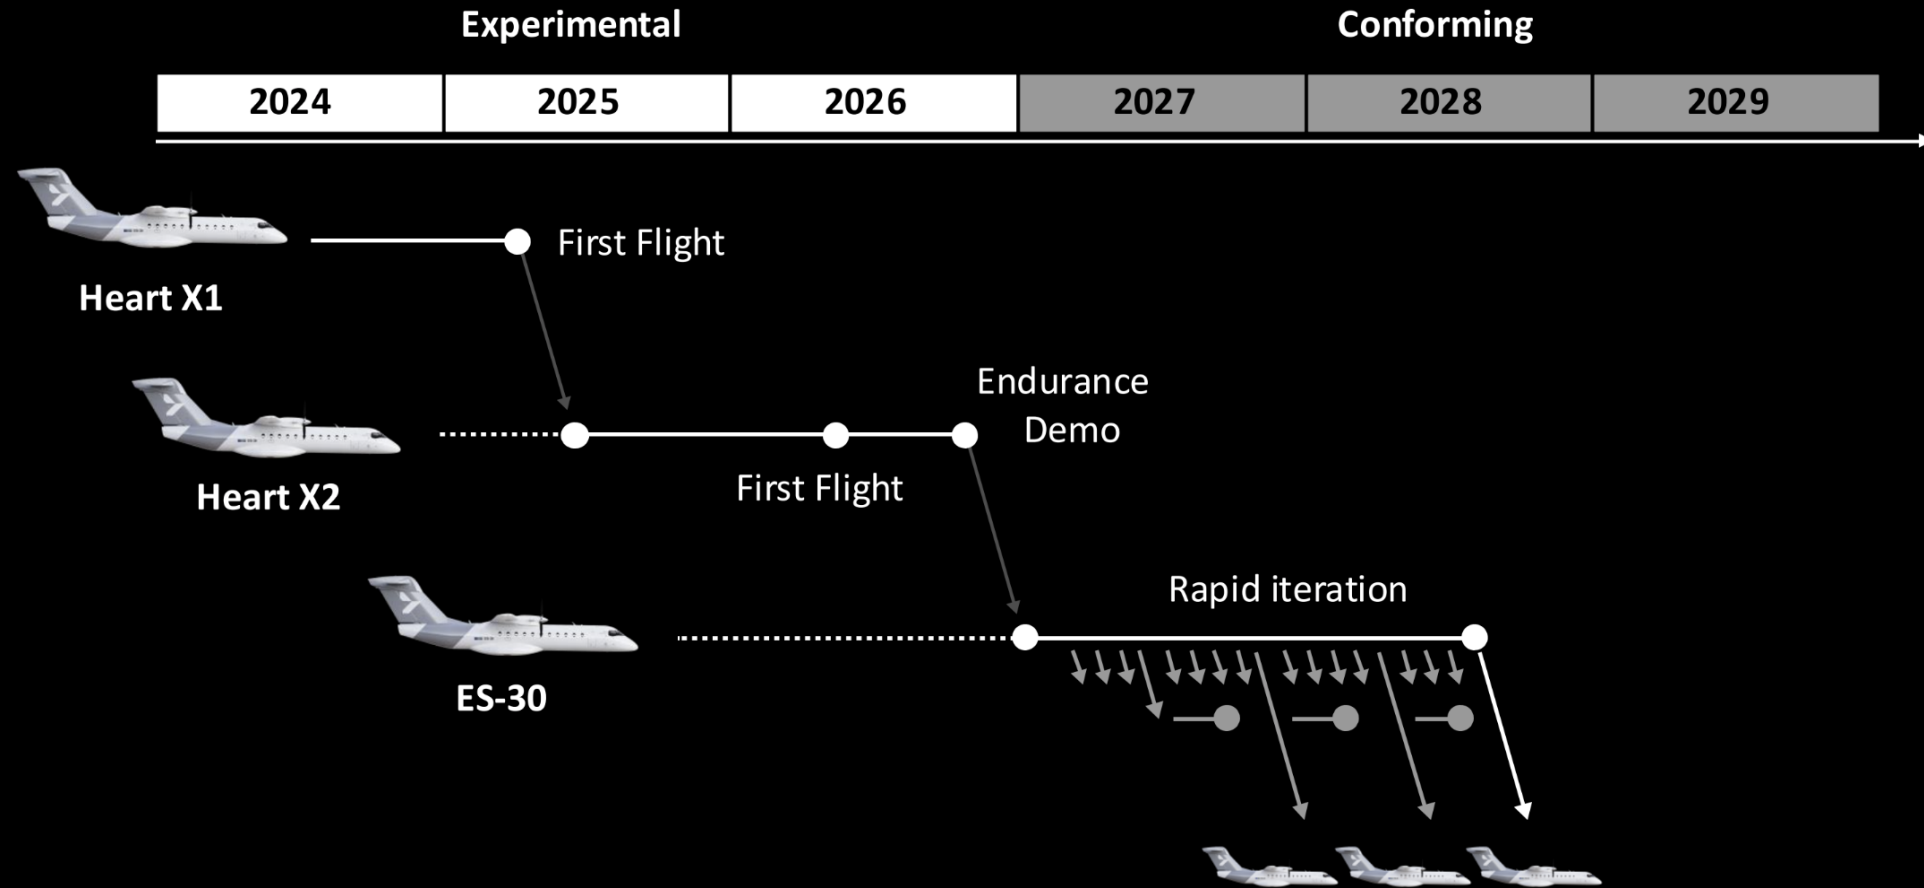 Experimental
Conforming
2024
2025
2026
2027
2028
2029
First Flight
Heart X1
Endurance
Demo
First Flight
Heart X2
Rapid iteration
ES-30